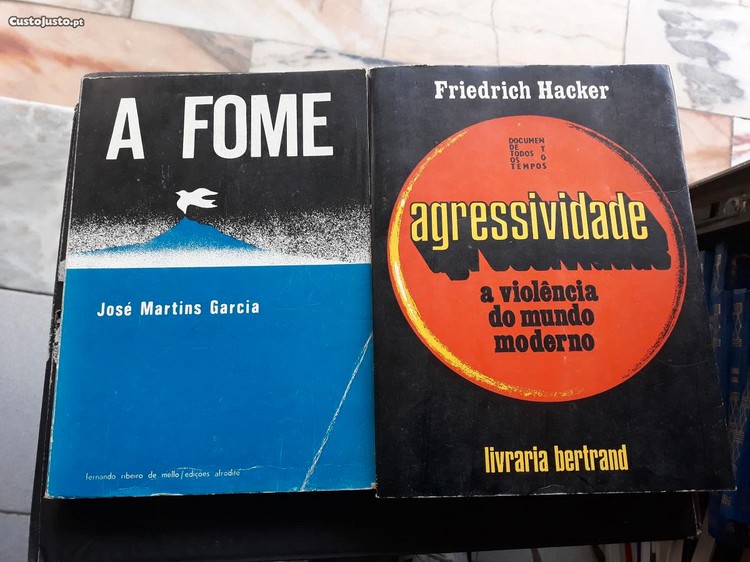 CustoJusto.pt
A FOME
José Martins Garcia
fernando ribeiro de mello/edições afrodite
Friedrich Hacker
DOCUMEN
DE T
TODOS O
OS
TEMPOS
agressividade
a violência
do mundo
moderno
livraria bertrand